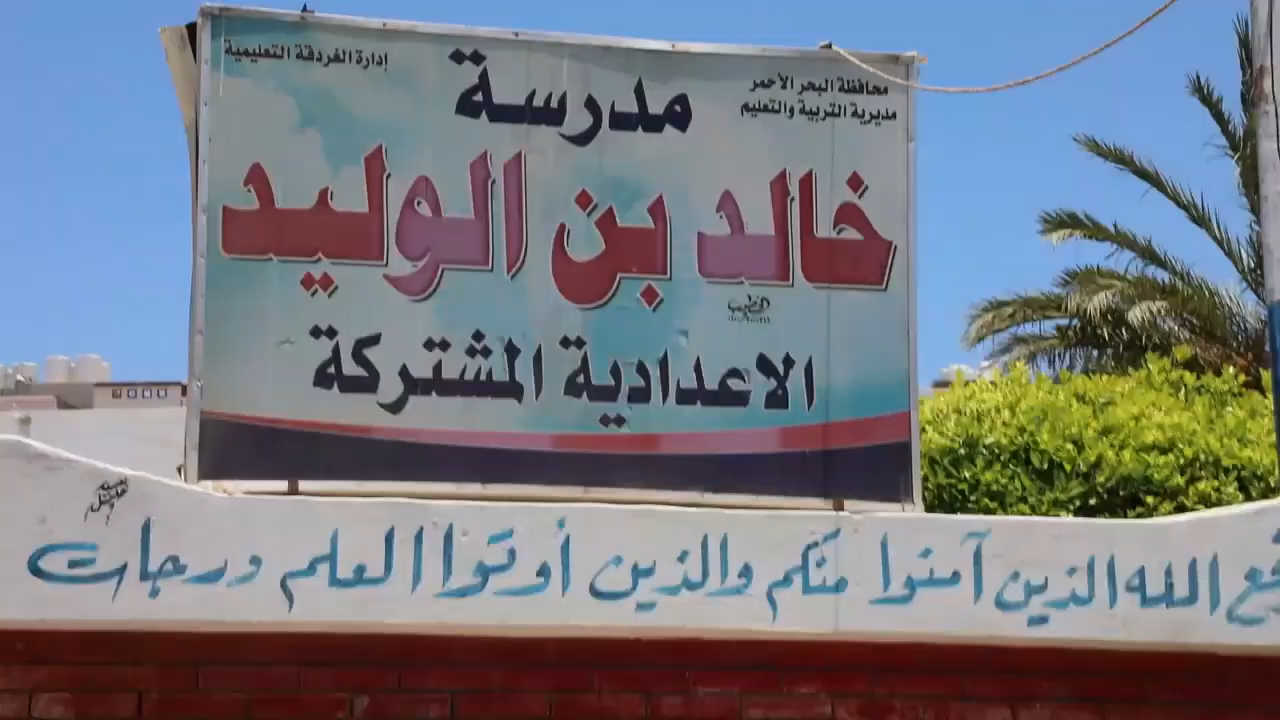 محافظة البحر الأحمر
مديرية التربية والتعليم
إدارة الغردقة التعليمية
مدرسة
خالد بن الوليد
الاعدادية المشتركة
الله الذين آمنوا منكم والذين أوتوا العلم ودرجات